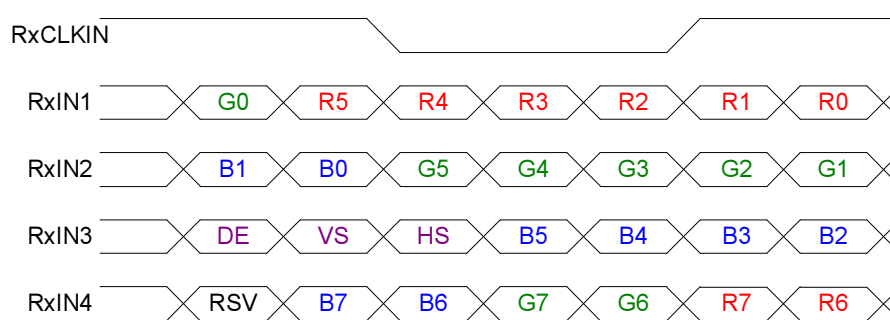 RxCLKIN
RxIN1 G0 R5 R4 R3 R2 R1 R0
RxIN2 B1 B0 G5 G4 G3 G2 G1
RxIN3 DE VS HS B5 B4 B3 B2
RxIN4 RSV B7 B6 G7 G6 R7 R6